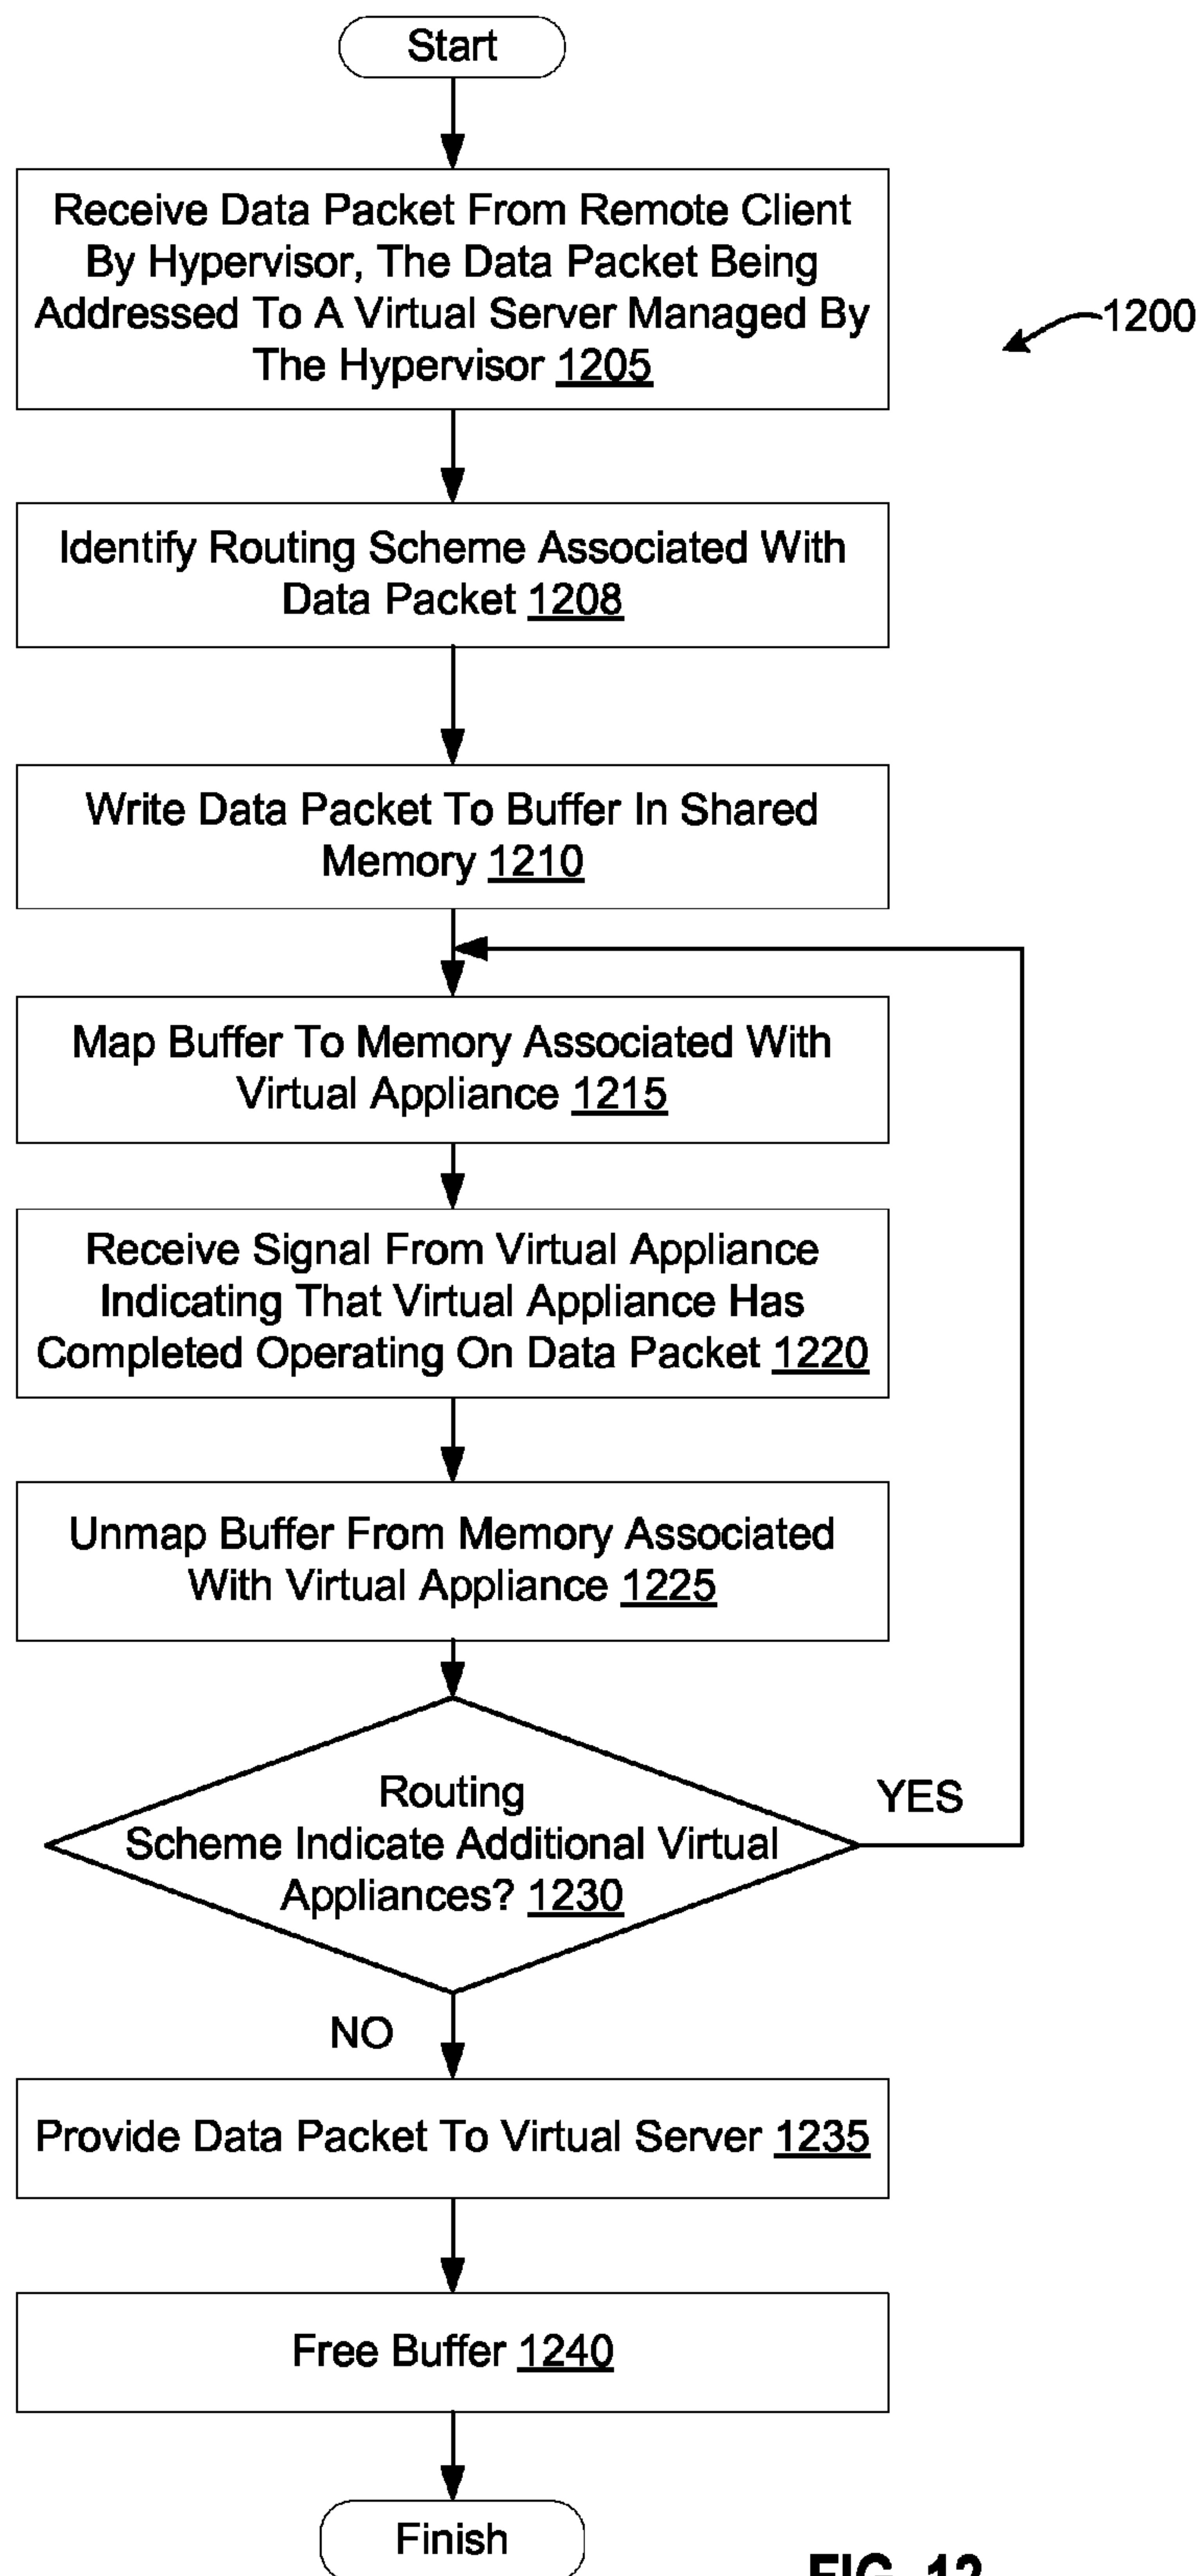 Start
Receive Data Packet From Remote Client
By Hypervisor, The Data Packet Being
Addressed To A Virtual Server Managed By
The Hypervisor 1205
1200
Identify Routing Scheme Associated With
Data Packet 1208
Write Data Packet To Buffer In Shared
Memory 1210
Map Buffer To Memory Associated With
Virtual Appliance 1215
Receive Signal From Virtual Appliance
Indicating That Virtual Appliance Has
Completed Operating On Data Packet 1220
Unmap Buffer From Memory Associated
With Virtual Appliance 1225
Routing
Scheme Indicate Additional Virtual
Appliances? 1230
YES
NO
Provide Data Packet To Virtual Server 1235
Free Buffer 1240
Finish
FIG. 12